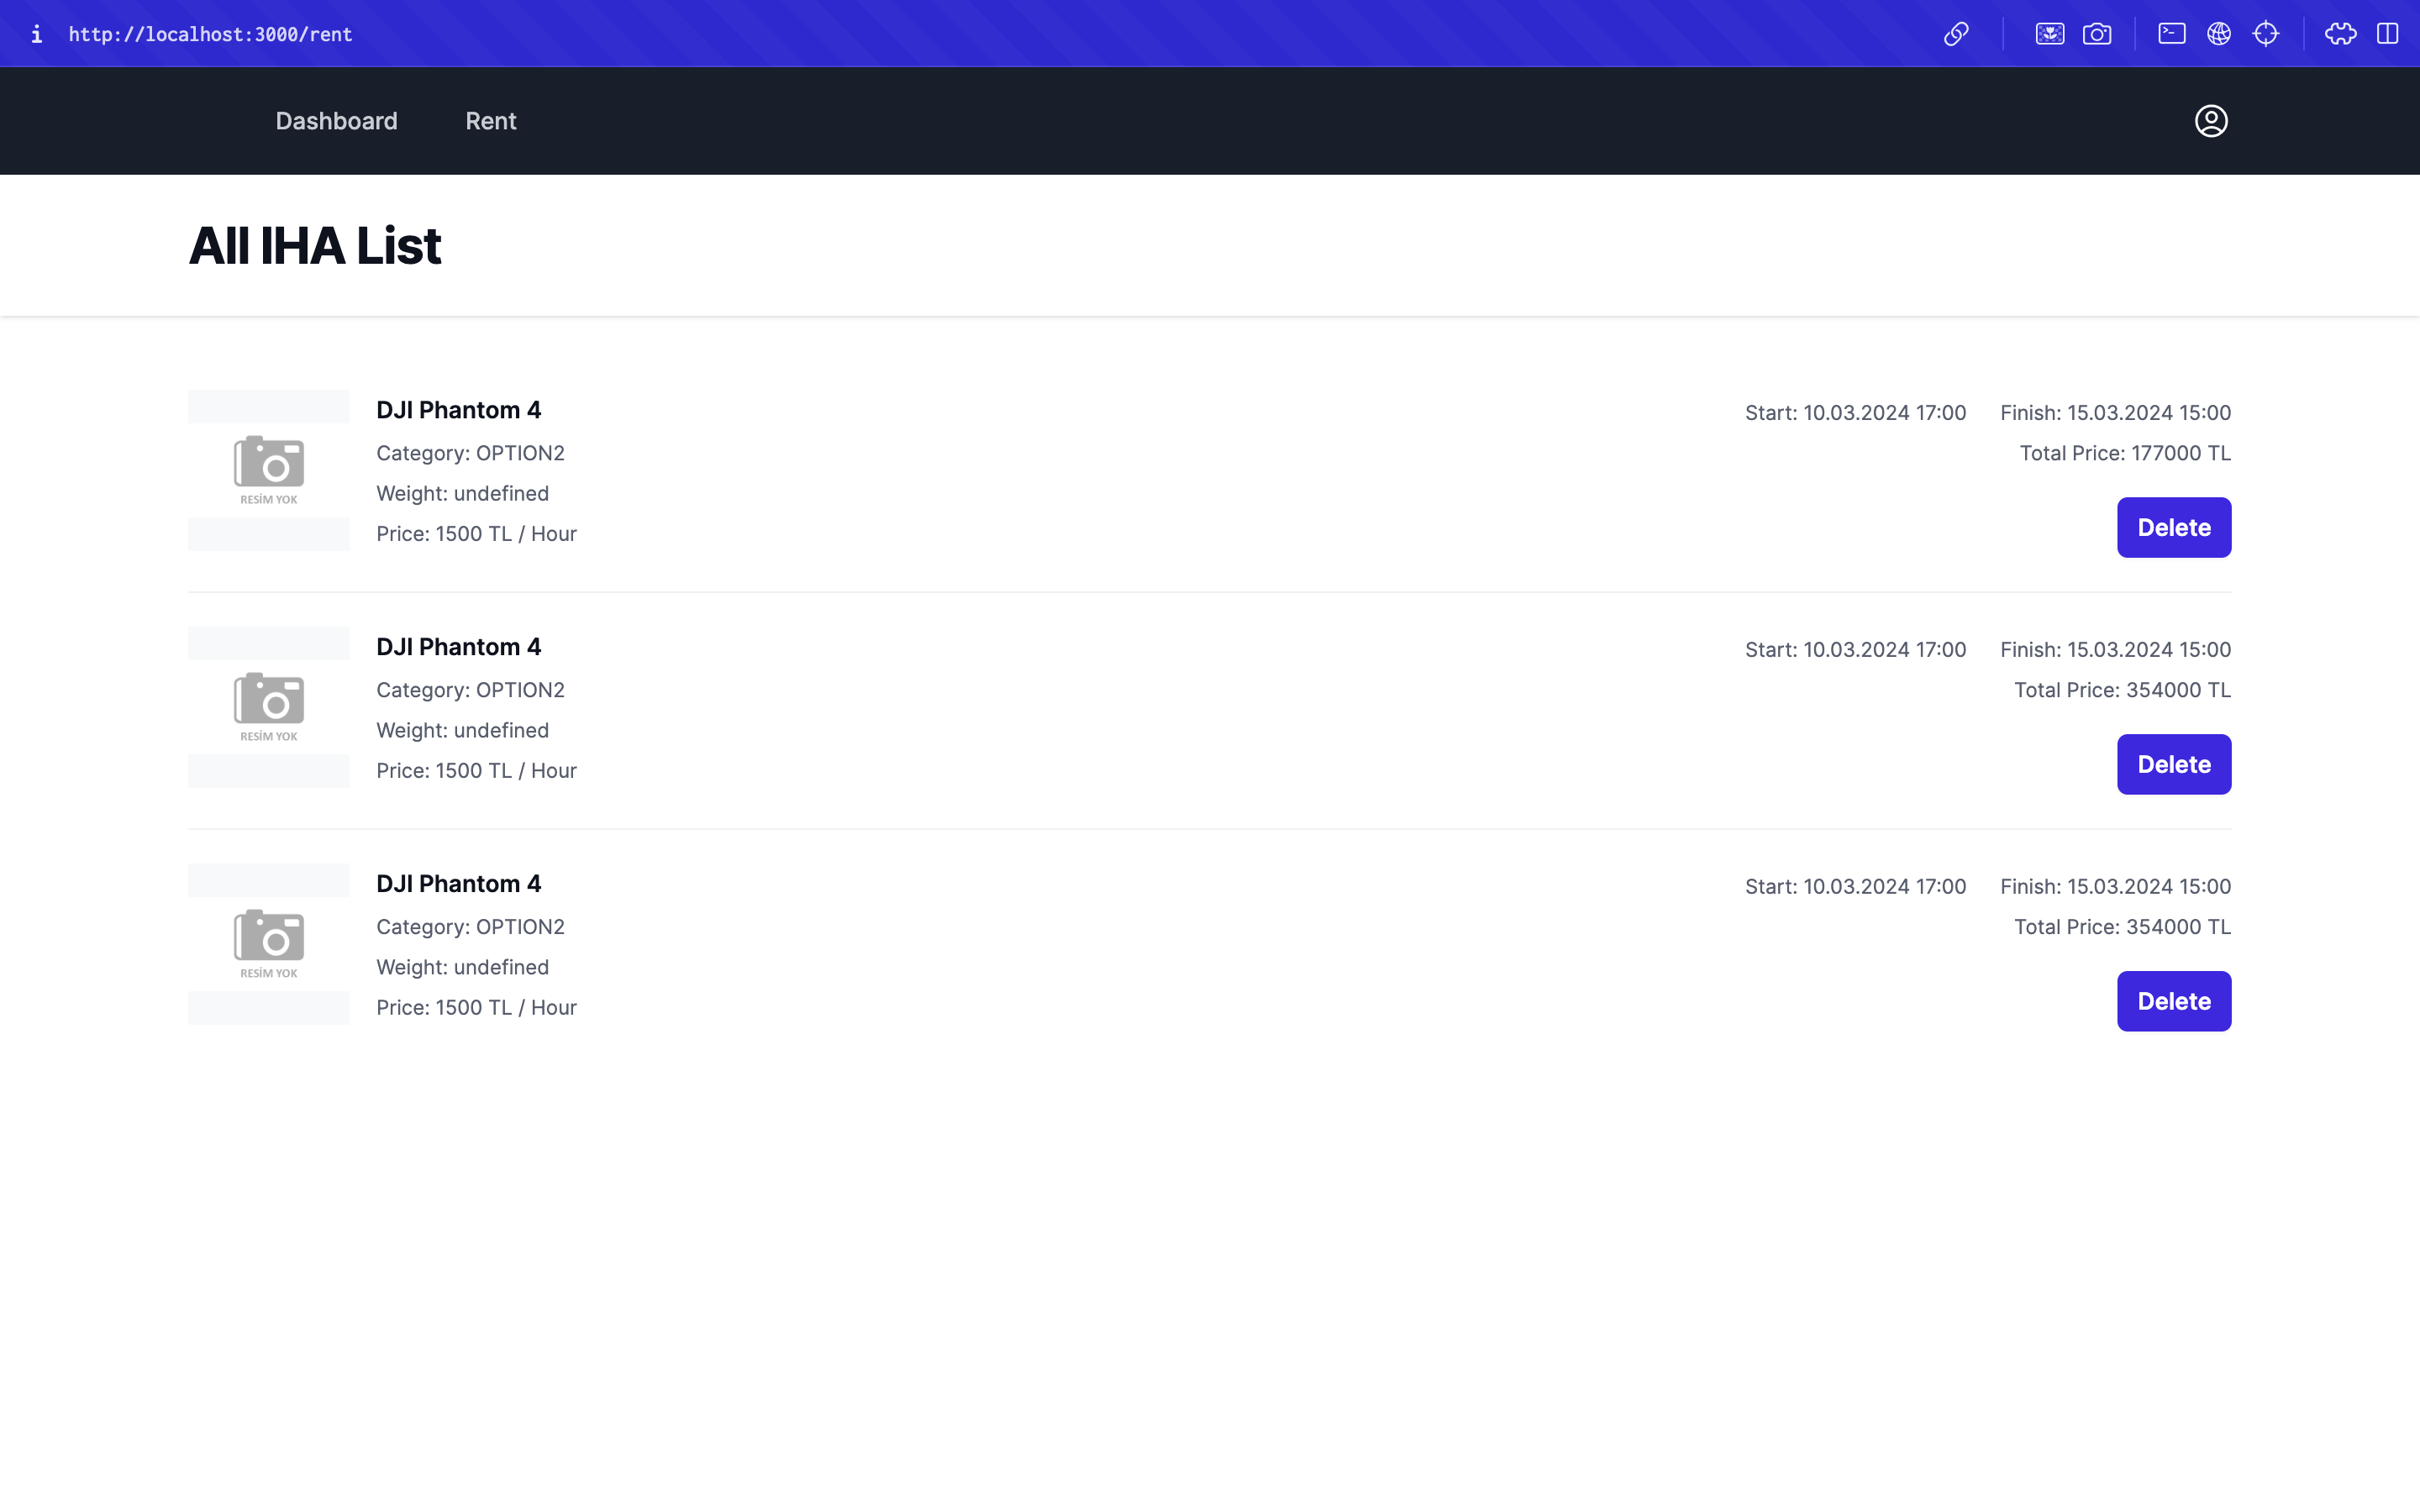 i http://localhost:3000/rent
Dashboard Rent
All IHA List
DJI Phantom 4
Category: OPTION2
Weight: undefined
Price: 1500 TL / Hour
RESİM YOK
Start: 10.03.2024 17:00 Finish: 15.03.2024 15:00
Total Price: 177000 TL
Delete
DJI Phantom 4
Category: OPTION2
Weight: undefined
Price: 1500 TL / Hour
RESİM YOK
Start: 10.03.2024 17:00 Finish: 15.03.2024 15:00
Total Price: 354000 TL
Delete
DJI Phantom 4
Category: OPTION2
Weight: undefined
Price: 1500 TL / Hour
RESİM YOK
Start: 10.03.2024 17:00 Finish: 15.03.2024 15:00
Total Price: 354000 TL
Delete